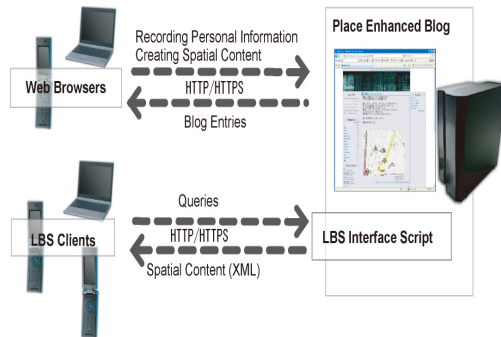 Recording Personal Information
Creating Spatial Content
Place Enhanced Blog
Web Browsers
HTTP/HTTPS
Blog Entries
Queries
LBS Clients
HTTP/HTTPS
LBS Interface Script
Spatial Content (XML)